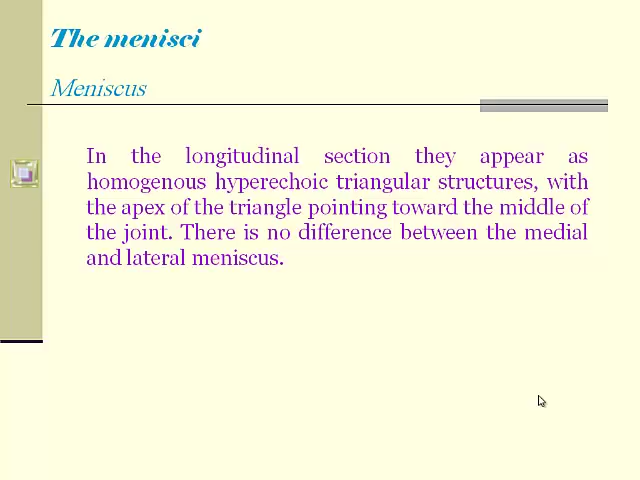 The menisci
Meniscus
In the longitudinal section they appear as
homogenous hyperechoic triangular structures, with
the apex of the triangle pointing toward the middle of
the joint. There is no difference between the medial
and lateral meniscus.